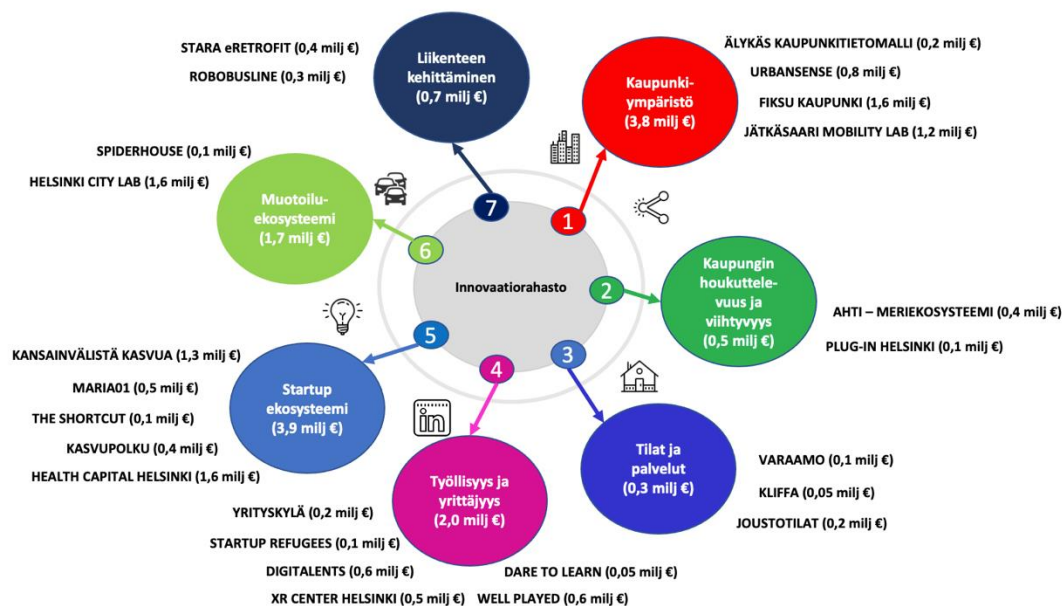 STARA eRETROFIT (0,4 milj €)
ROBOBUSLINE (0,3 milj €)
Liikenteen
kehittäminen
(0,7 milj €)
Kaupunki-
ympäristö
(3,8 milj €)
ÄLYKÄS KAUPUNKITIETOMALLI (0,2 milj €)
URBANSENSE (0,8 milj €)
FIKSU KAUPUNKI (1,6 milj €)
JÄTKÄSAARI MOBILITY LAB (1,2 milj €)
SPIDERHOUSE (0,1 milj €)
HELSINKI CITY LAB (1,6 milj €)
Muotoilu-
ekosysteemi
(1,7 milj €)
7
1
6
2
5
3
4
Innovaatiorahasto
Kaupungin
houkuttele-
vuus ja
viihtyvyys
(0,5 milj €)
AHTI – MERIEKOSYSTEEMI (0,4 milj €)
PLUG-IN HELSINKI (0,1 milj €)
KANSAINVÄLISTÄ KASVUA (1,3 milj €)
MARIA01 (0,5 milj €)
THE SHORTCUT (0,1 milj €)
KASVUPOLKU (0,4 milj €)
HEALTH CAPITAL HELSINKI (1,6 milj €)
Startup
ekosysteemi
(3,9 milj €)
in
Työllisyys ja
yrittäjyys
(2,0 milj €)
Tilat ja
palvelut
(0,3 milj €)
VARAAMO (0,1 milj €)
KLIFFA (0,05 milj €)
JOUSTOTILAT (0,2 milj €)
YRITYSKYLÄ (0,2 milj €)
STARTUP REFUGEES (0,1 milj €)
DIGITALENTS (0,6 milj €)
DARE TO LEARN (0,05 milj €)
XR CENTER HELSINKI (0,5 milj €)
WELL PLAYED (0,6 milj €)